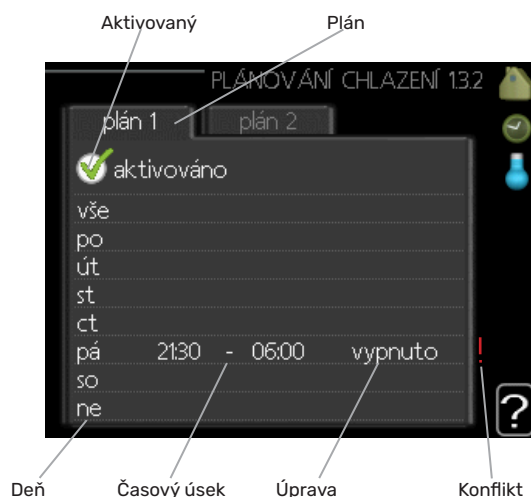 Aktivovaný Plán
PLÁNOVÁNÍ CHLAZENÍ 1.3.2
plán 1 plán 2
aktivováno
vše
po
út
st
ct
pá 21:30 - 06:00 vypnuto !
so
ne
?
Deň Časový úsek Úprava Konflikt